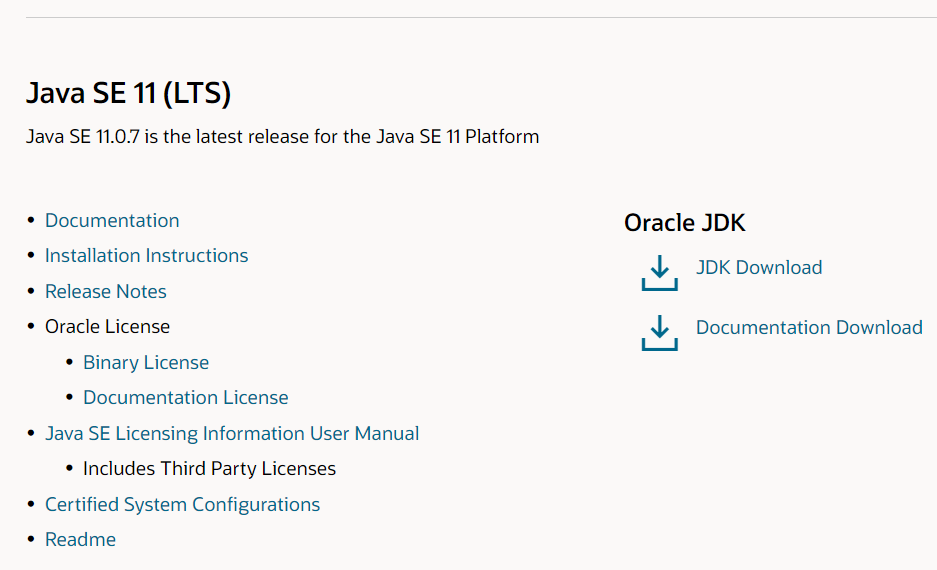 Java SE 11 (LTS)
Java SE 11.0.7 is the latest release for the Java SE 11 Platform
Documentation
Installation Instructions
Release Notes
Oracle License
Binary License
Documentation License
Java SE Licensing Information User Manual
Includes Third Party Licenses
Certified System Configurations
Readme
Oracle JDK
JDK Download
Documentation Download